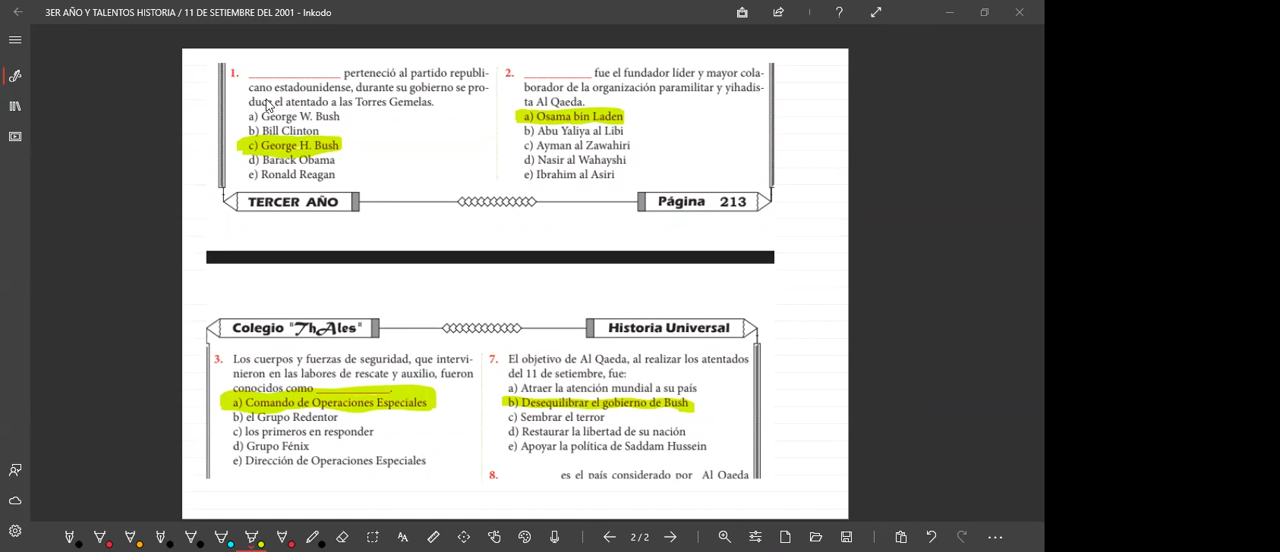 3ER AÑO Y TALENTOS HISTORIA / 11 DE SETIEMBRE DEL 2001 - Inkodo
1. ____________ perteneció al partido republi-
cano estadounidense, durante su gobierno se pro-
dujo el atentado a las Torres Gemelas.
a) George W. Bush
b) Bill Clinton
c) George H. Bush
d) Barack Obama
e) Ronald Reagan
2. __________ fue el fundador líder y mayor cola-
borador de la organización paramilitar y yihadis-
ta Al Qaeda.
a) Osama bin Laden
b) Abu Yaliya al Libi
c) Ayman al Zawahiri
d) Nasir al Wahayshi
e) Ibrahim al Asiri
TERCER AÑO
Página 213
Colegio "ThAles"
Historia Universal
3. Los cuerpos y fuerzas de seguridad, que intervi-
nieron en las labores de rescate y auxilio, fueron
conocidos como ___________.
a) Comando de Operaciones Especiales
b) el Grupo Redentor
c) los primeros en responder
d) Grupo Fénix
e) Dirección de Operaciones Especiales
7. El objetivo de Al Qaeda, al realizar los atentados
del 11 de setiembre, fue:
a) Atraer la atención mundial a su país
b) Desequilibrar el gobierno de Bush
c) Sembrar el terror
d) Restaurar la libertad de su nación
e) Apoyar la política de Saddam Hussein
8. es el país considerado por Al Qaeda
2/2